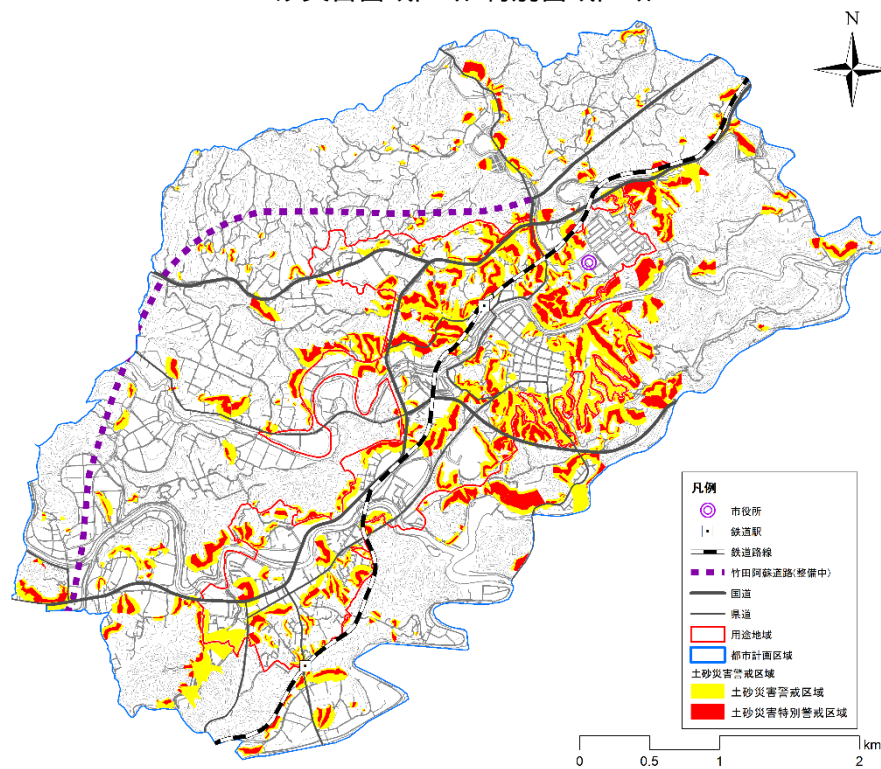 N
凡例
市役所
鉄道駅
鉄道路線
竹田阿蘇道路(整備中)
国道
県道
用途地域
都市計画区域
土砂災害警戒区域
土砂災害警戒区域
土砂災害特別警戒区域
km
0 0.5 1 2